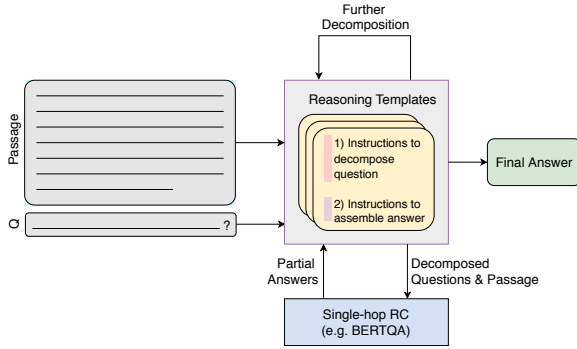 Further
Decomposition
Passage
Reasoning Templates
1) Instructions to
decompose
question
2) Instructions to
assemble answer
Final Answer
Q
?
Partial
Answers
Decomposed
Questions & Passage
Single-hop RC
(e.g. BERTQA)